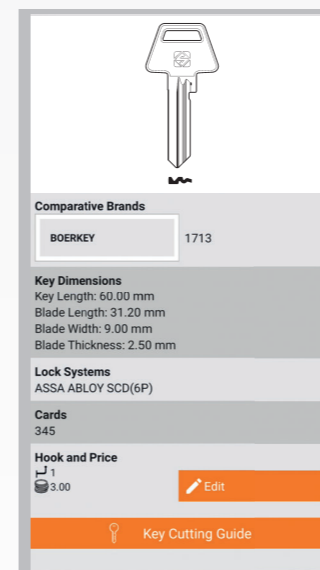 Comparative Brands
BOERKEY 1713
Key Dimensions
Key Length: 60.00 mm
Blade Length: 31.20 mm
Blade Width: 9.00 mm
Blade Thickness: 2.50 mm
Lock Systems
ASSA ABLOY SCD(6P)
Cards
345
Hook and Price
1
3.00
Edit
Key Cutting Guide